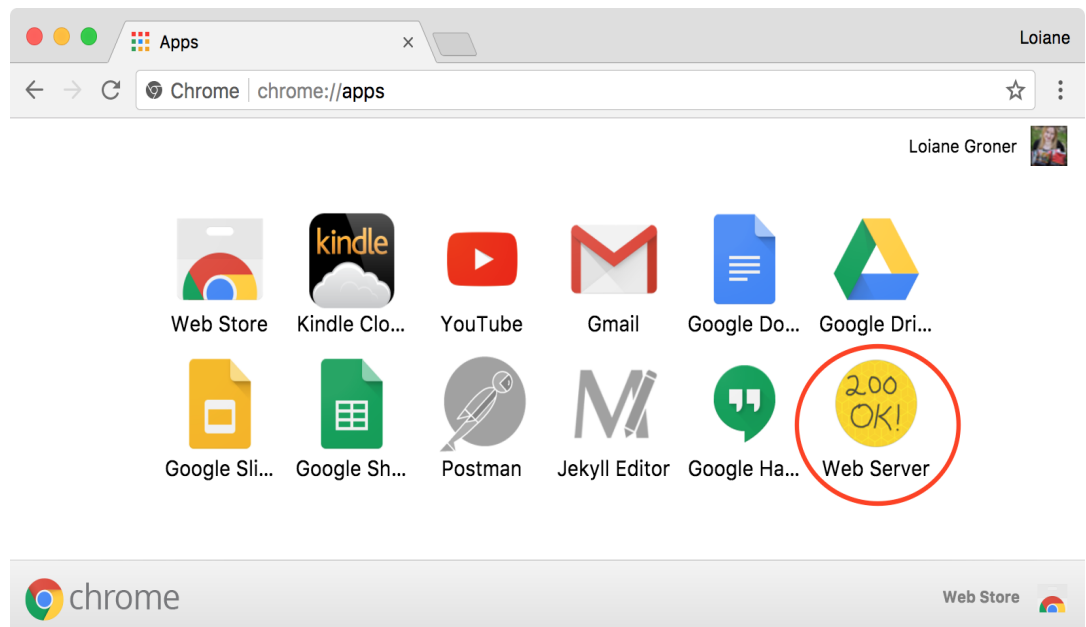 Apps
Loiane
Chrome chrome://apps
Loiane Groner
kindle
Web Store Kindle Clo... YouTube Gmail Google Do... Google Dri...
200
OK!
Google Sli... Google Sh... Postman Jekyll Editor Google Ha... Web Server
chrome
Web Store